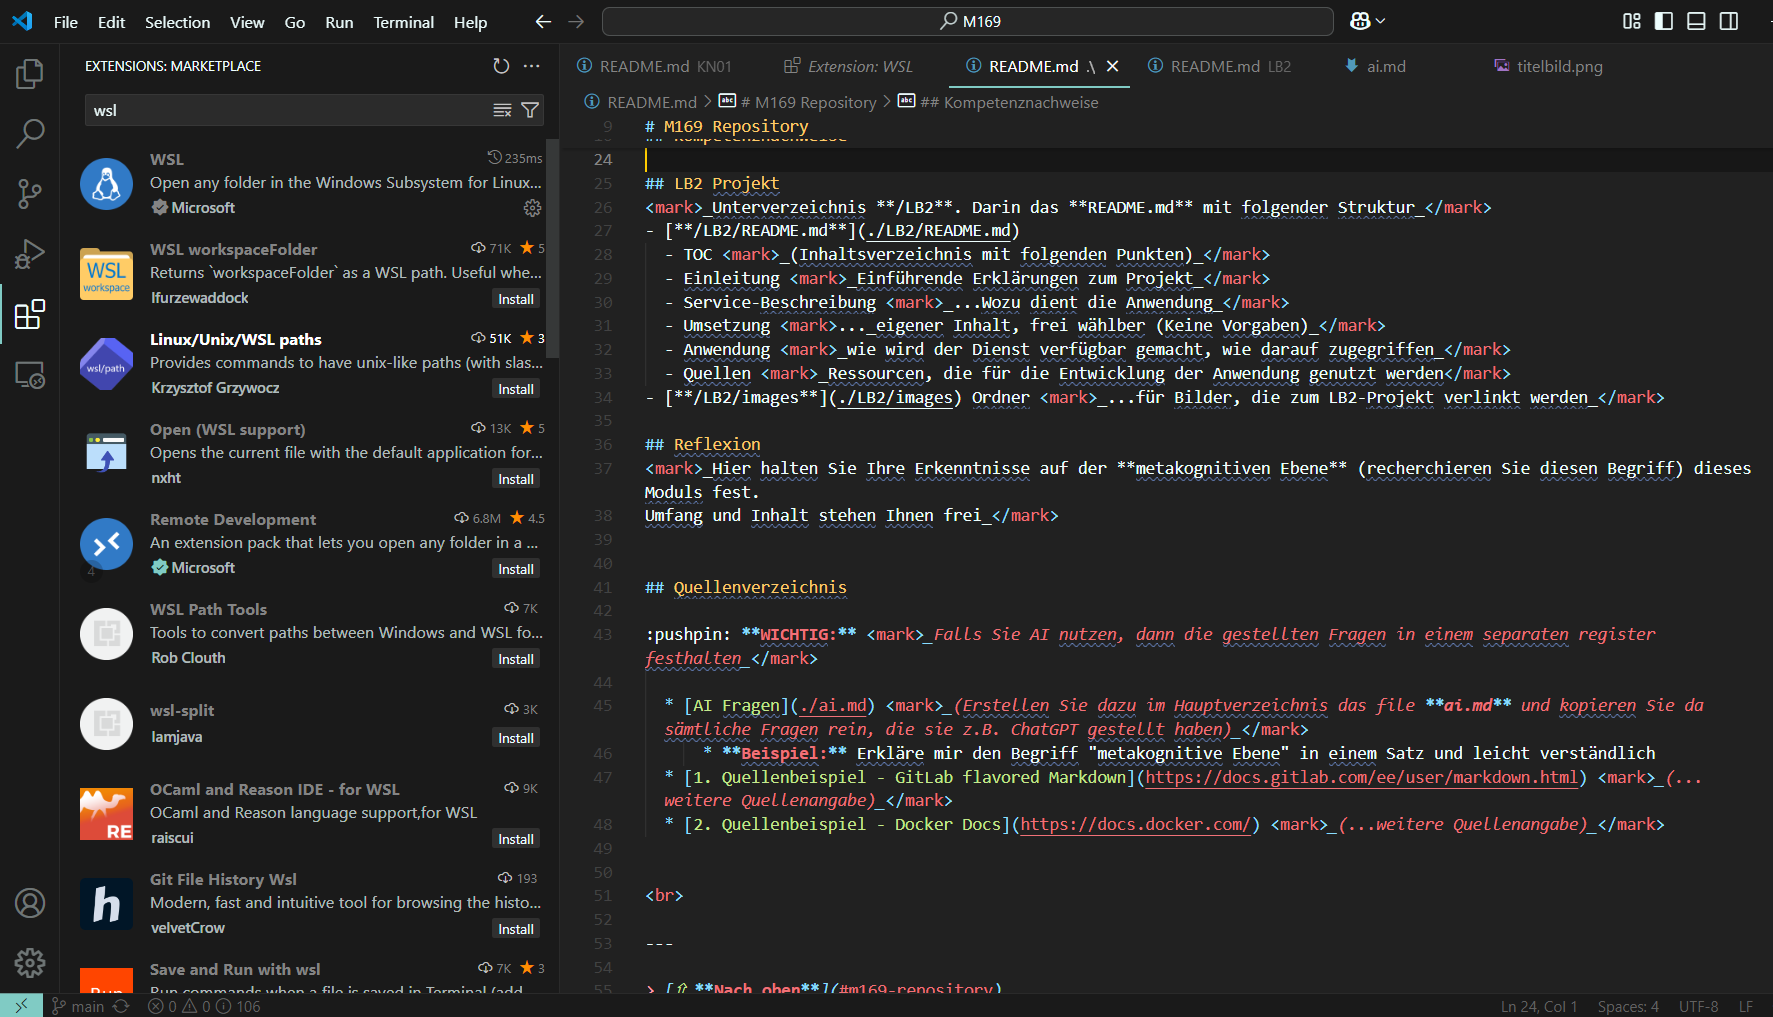 File Edit Selection View Go Run Terminal Help
M169
EXTENSIONS: MARKETPLACE
wsl
WSL 235ms
Open any folder in the Windows Subsystem for Linux...
Microsoft
WSL workspaceFolder 71K 5
WSL
workspace
Returns `workspaceFolder` as a WSL path. Useful whe...
lfurzewaddock Install
Linux/Unix/WSL paths 51K 3
wsl/path
Provides commands to have unix-like paths (with slas...
Krzysztof Grzywocz Install
Open (WSL support) 13K 5
Opens the current file with the default application for...
nxht Install
Remote Development 6.8M 4.5
An extension pack that lets you open any folder in a ...
4
Microsoft Install
WSL Path Tools 7K
Tools to convert paths between Windows and WSL fo...
Rob Clouth Install
wsl-split 3K
Iamjava Install
OCaml and Reason IDE - for WSL 9K
RE
OCaml and Reason language support,for WSL
raiscui Install
Git File History Wsl 193
h
Modern, fast and intuitive tool for browsing the histo...
velvetCrow Install
Save and Run with wsl 7K 3
Run
Run commands when a file is saved in Terminal (add
README.md KN01 Extension: WSL README.md .\ README.md LB2 ai.md titelbild.png
README.md > # M169 Repository > ## Kompetenznachweise
9 # M169 Repository
## Kompetenznachweise
24
25 ## LB2 Projekt
26 <mark>_Unterverzeichnis **/LB2**. Darin das **README.md** mit folgender Struktur_</mark>
27 - [**/LB2/README.md**](./LB2/README.md)
28 - TOC <mark>_(Inhaltsverzeichnis mit folgenden Punkten)_</mark>
29 - Einleitung <mark>_Einführende Erklärungen zum Projekt_</mark>
30 - Service-Beschreibung <mark>_...Wozu dient die Anwendung_</mark>
31 - Umsetzung <mark>..._eigener Inhalt, frei wählber (Keine Vorgaben)_</mark>
32 - Anwendung <mark>_wie wird der Dienst verfügbar gemacht, wie darauf zugegriffen_</mark>
33 - Quellen <mark>_Ressourcen, die für die Entwicklung der Anwendung genutzt werden</mark>
34 - [**/LB2/images**](./LB2/images) Ordner <mark>_...für Bilder, die zum LB2-Projekt verlinkt werden_</mark>
35
36 ## Reflexion
37 <mark>_Hier halten Sie Ihre Erkenntnisse auf der **metakognitiven Ebene** (recherchieren Sie diesen Begriff) dieses
Moduls fest.
38 Umfang und Inhalt stehen Ihnen frei_</mark>
39
40
41 ## Quellenverzeichnis
42
43 :pushpin: **WICHTIG:** <mark>_Falls Sie AI nutzen, dann die gestellten Fragen in einem separaten register
festhalten_</mark>
44
45 * [AI Fragen](./ai.md) <mark>_(Erstellen Sie dazu im Hauptverzeichnis das file **ai.md** und kopieren Sie da
sämtliche Fragen rein, die sie z.B. ChatGPT gestellt haben)_</mark>
46 * **Beispiel:** Erkläre mir den Begriff "metakognitive Ebene" in einem Satz und leicht verständlich
47 * [1. Quellenbeispiel - GitLab flavored Markdown](https://docs.gitlab.com/ee/user/markdown.html) <mark>_(...
weitere Quellenangabe)_</mark>
48 * [2. Quellenbeispiel - Docker Docs](https://docs.docker.com/) <mark>_(...weitere Quellenangabe)_</mark>
49
50
51 <br>
52
53 ---
54
55 > [⇧ **Nach oben**](#m169-repository)
main 0 0 106 Ln 24, Col 1 Spaces: 4 UTF-8 LF